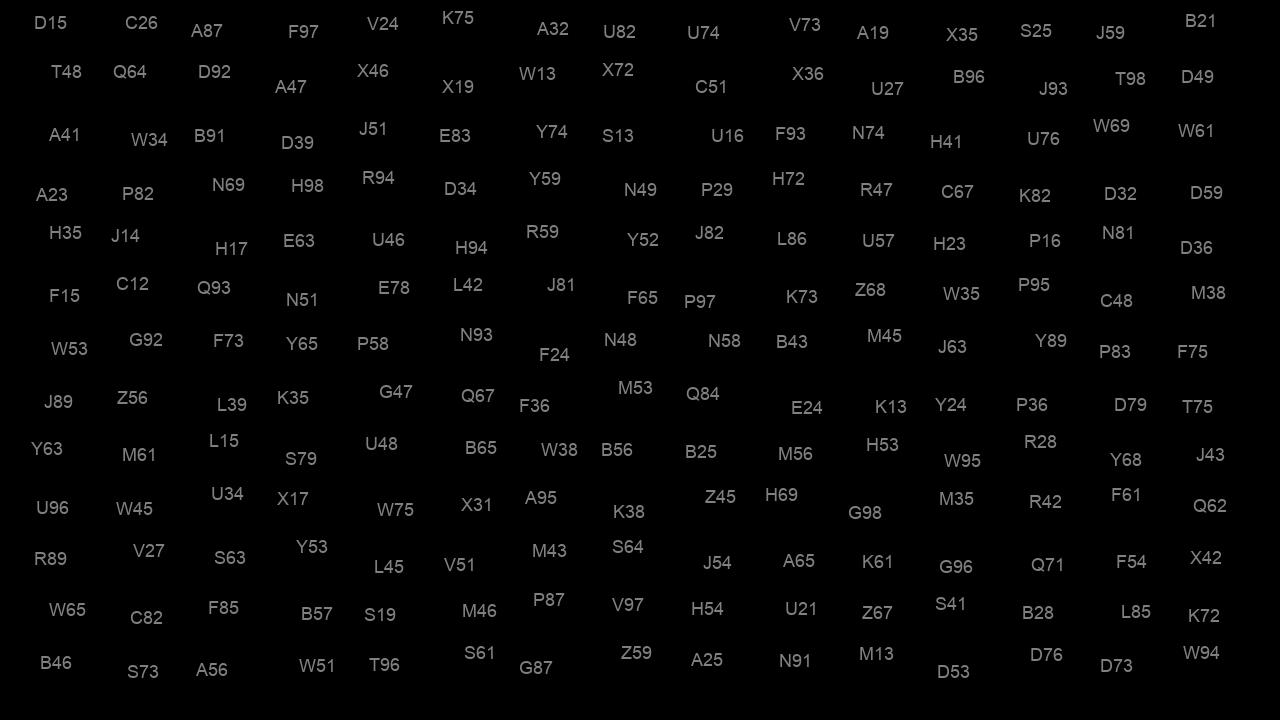 D15 C26 A87 F97 V24 K75 A32 U82 U74 V73 A19 X35 S25 J59 B21
T48 Q64 D92 A47 X46 X19 W13 X72 C51 X36 U27 B96 J93 T98 D49
A41 W34 B91 D39 J51 E83 Y74 S13 U16 F93 N74 H41 U76 W69 W61
A23 P82 N69 H98 R94 D34 Y59 N49 P29 H72 R47 C67 K82 D32 D59
H35 J14 H17 E63 U46 H94 R59 Y52 J82 L86 U57 H23 P16 N81 D36
F15 C12 Q93 N51 E78 L42 J81 F65 P97 K73 Z68 W35 P95 C48 M38
W53 G92 F73 Y65 P58 N93 F24 N48 N58 B43 M45 J63 Y89 P83 F75
J89 Z56 L39 K35 G47 Q67 F36 M53 Q84 E24 K13 Y24 P36 D79 T75
Y63 M61 L15 S79 U48 B65 W38 B56 B25 M56 H53 W95 R28 Y68 J43
U96 W45 U34 X17 W75 X31 A95 K38 Z45 H69 G98 M35 R42 F61 Q62
R89 V27 S63 Y53 L45 V51 M43 S64 J54 A65 K61 G96 Q71 F54 X42
W65 C82 F85 B57 S19 M46 P87 V97 H54 U21 Z67 S41 B28 L85 K72
B46 S73 A56 W51 T96 S61 G87 Z59 A25 N91 M13 D53 D76 D73 W94